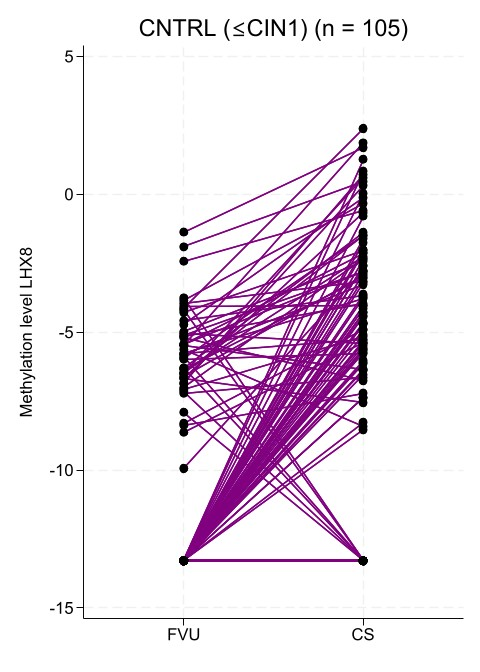 CNTRL (≤CIN1) (n = 105)
5
0
-5
-10
-15
Methylation level LHX8
FVU
CS